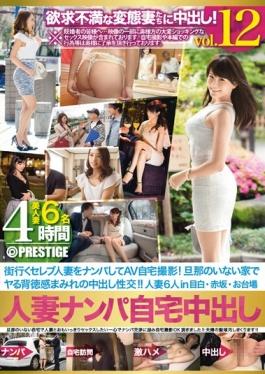 欲求不満な変態妻たちに中出し!
vol.12
美人妻6名
4時間
@PRESTIGE
街行くセレブ人妻をナンパしてAV自宅撮影!旦那のいない家で
ヤる背徳感まみれの中出し性交!!人妻6人in目白・赤坂・お台場
人妻ナンパ自宅中出し
ナンパ
自宅訪問
激ハメ
中出し